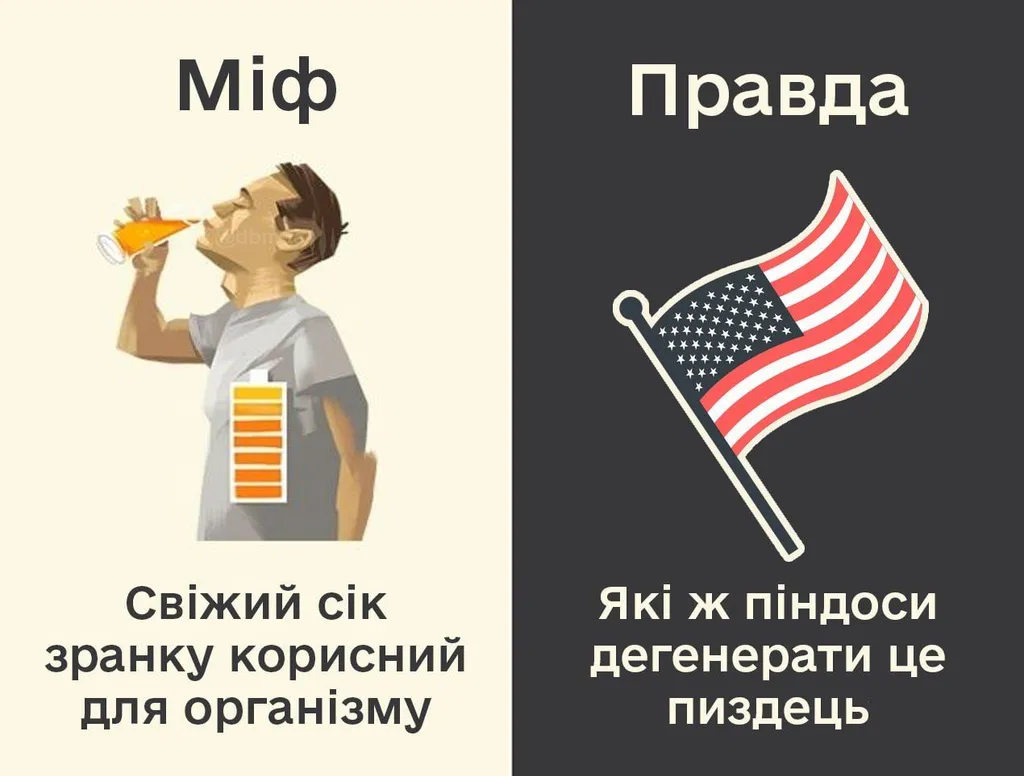 Міф
Свіжий сік
зранку корисний
для організму
Правда
Які ж піндоси
дегенерати це
пиздець